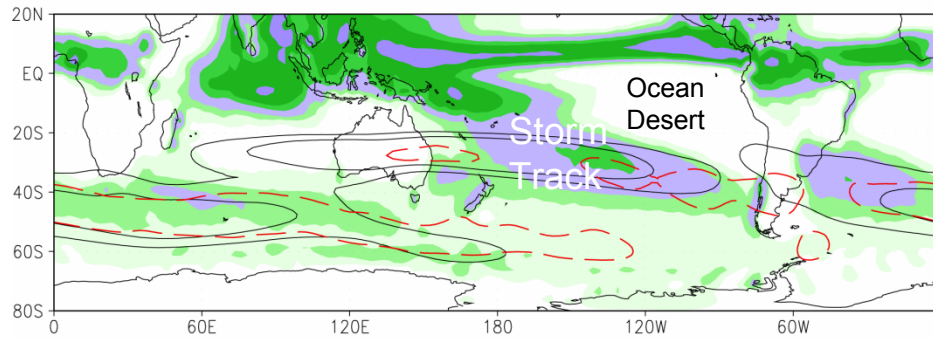 20N
EQ
Ocean
Desert
20S
Storm
Track
40S
60S
80S
0
60E
120E
180
120W
60W